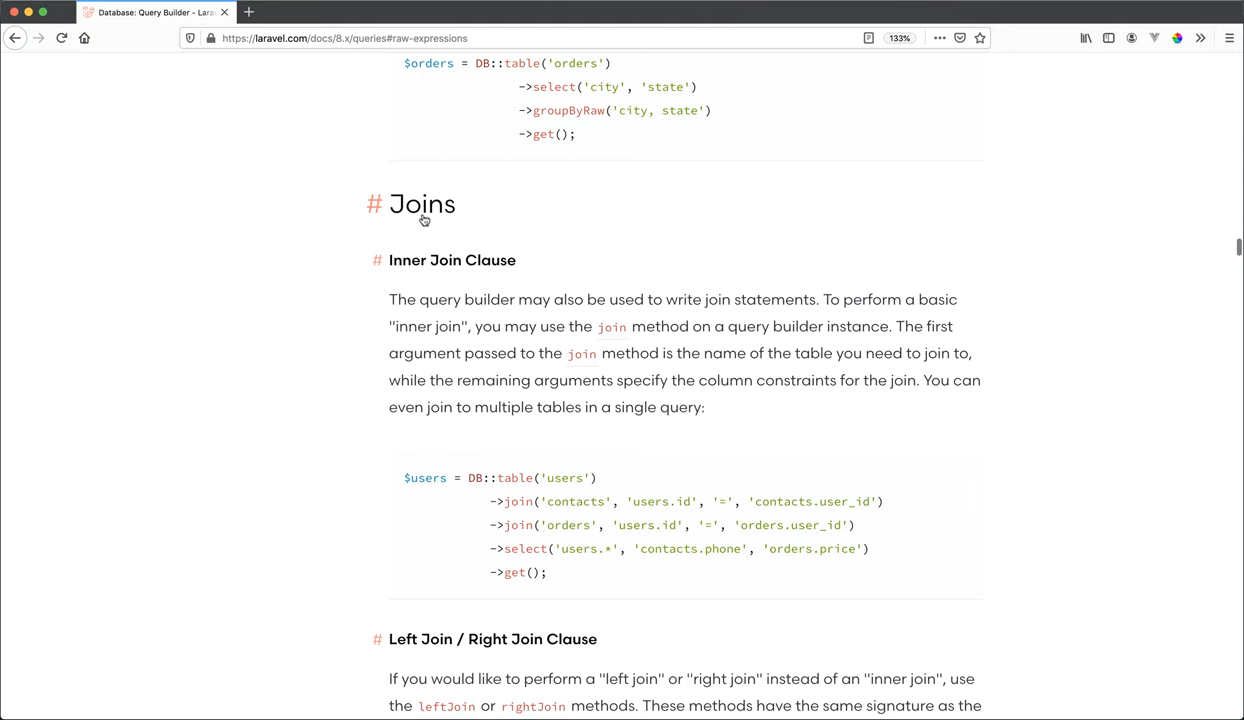 Database: Query Builder - Lara
https://laravel.com/docs/8.x/queries#raw-expressions
133%
$orders = DB::table('orders')
->select('city', 'state')
->groupByRaw('city, state')
->get();
# Joins
# Inner Join Clause
The query builder may also be used to write join statements. To perform a basic
"inner join", you may use the join method on a query builder instance. The first
argument passed to the join method is the name of the table you need to join to,
while the remaining arguments specify the column constraints for the join. You can
even join to multiple tables in a single query:
$users = DB::table('users')
->join('contacts', 'users.id', '=', 'contacts.user_id')
->join('orders', 'users.id', '=', 'orders.user_id')
->select('users.*', 'contacts.phone', 'orders.price')
->get();
# Left Join / Right Join Clause
If you would like to perform a "left join" or "right join" instead of an "inner join", use
the leftJoin or rightJoin methods. These methods have the same signature as the